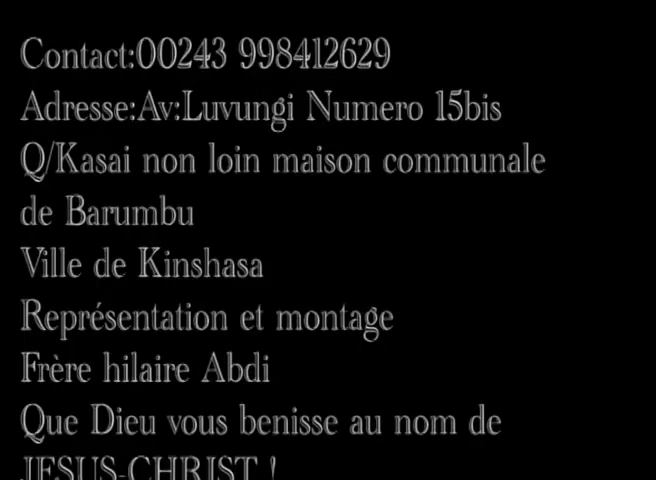 Contact:00243 998412629
Adresse:Av:Luvungi Numero 15bis
Q/Kasai non loin maison communale
de Barumbu
Ville de Kinshasa
Représentation et montage
Frère hilaire Abdi
Que Dieu vous benisse au nom de
JESUS-CHRIST !